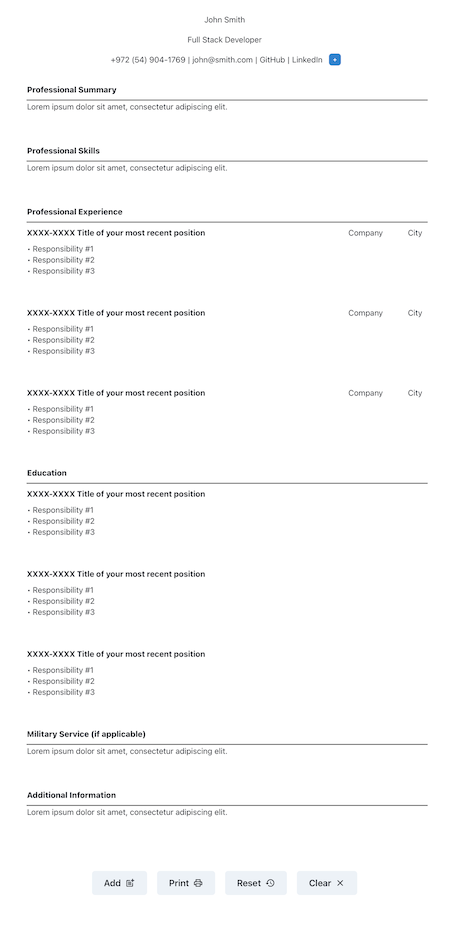 John Smith
Full Stack Developer
+972 (54) 904-1769 | john@smith.com | GitHub | LinkedIn
Professional Summary
Lorem ipsum dolor sit amet, consectetur adipiscing elit.
Professional Skills
Lorem ipsum dolor sit amet, consectetur adipiscing elit.
Professional Experience
XXXX-XXXX Title of your most recent position Company City
• Responsibility #1
• Responsibility #2
• Responsibility #3
XXXX-XXXX Title of your most recent position Company City
• Responsibility #1
• Responsibility #2
• Responsibility #3
XXXX-XXXX Title of your most recent position Company City
• Responsibility #1
• Responsibility #2
• Responsibility #3
Education
XXXX-XXXX Title of your most recent position
• Responsibility #1
• Responsibility #2
• Responsibility #3
XXXX-XXXX Title of your most recent position
• Responsibility #1
• Responsibility #2
• Responsibility #3
XXXX-XXXX Title of your most recent position
• Responsibility #1
• Responsibility #2
• Responsibility #3
Military Service (if applicable)
Lorem ipsum dolor sit amet, consectetur adipiscing elit.
Additional Information
Lorem ipsum dolor sit amet, consectetur adipiscing elit.
Add Print Reset Clear